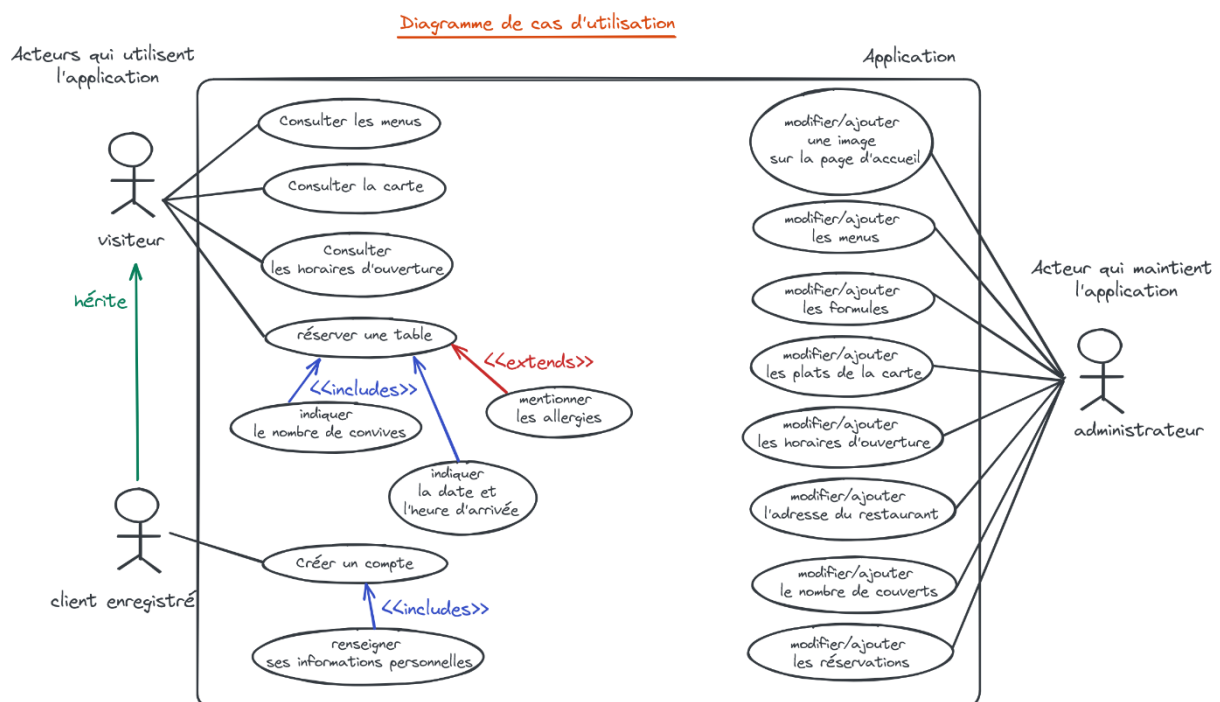 Diagramme de cas d'utilisation
Acteurs qui utilisent
l'application
Application
Consulter les menus
Consulter la carte
Consulter
les horaires d'ouverture
réserver une table
<<includes>>
<<extends>>
indiquer
le nombre de convives
mentionner
les allergies
indiquer
la date et
l'heure d'arrivée
Créer un compte
<<includes>>
renseigner
ses informations personnelles
visiteur
hérite
client enregistré
modifier/ajouter
une image
sur la page d'accueil
modifier/ajouter
les menus
modifier/ajouter
les formules
modifier/ajouter
les plats de la carte
modifier/ajouter
les horaires d'ouverture
modifier/ajouter
l'adresse du restaurant
modifier/ajouter
le nombre de couverts
modifier/ajouter
les réservations
Acteur qui maintient
l'application
administrateur